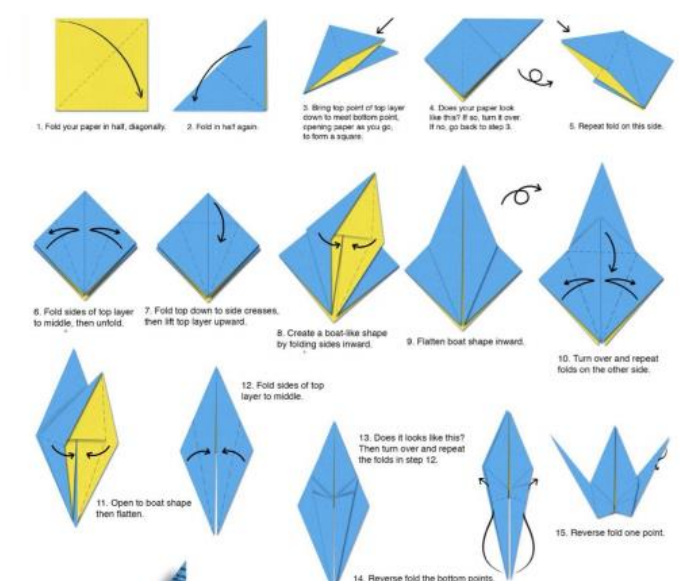 1. Fold your paper in half, diagonally.
2. Fold in half again
3. Bring top point of top layer
down to meet bottom point,
opening paper as you go,
to form a square.
4. Does your paper look
like this? If so, turn it over.
If no, go back to step 3.
5. Repeat fold on this side.
6. Fold sides of top layer
to middle, then unfold.
7. Fold top down to side creases,
then lift top layer upward.
8. Create a boat-like shape
by folding sides inward.
9. Flatten boat shape inward.
10. Turn over and repeat
folds on the other side.
11. Open to boat shape
then flatten.
12. Fold sides of top
layer to middle.
13. Does it looks like this?
Then turn over and repeat
the folds in step 12.
14. Reverse fold the bottom points.
15. Reverse fold one point.